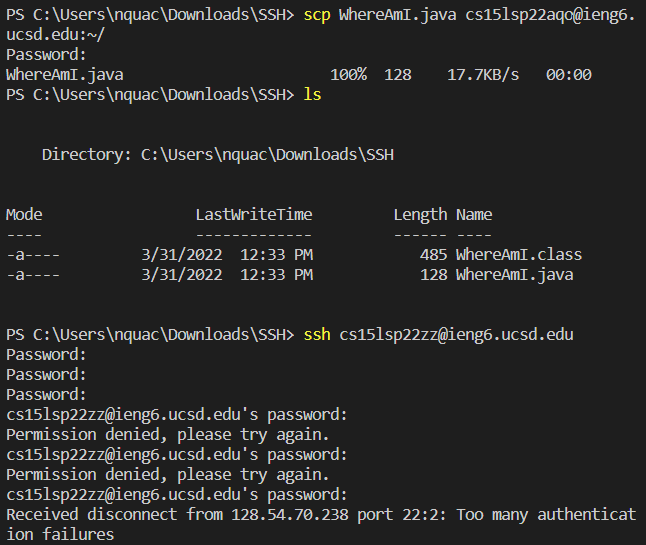 PS C:\Users\nquac\Downloads\SSH> scp WhereAmI.java cs15lsp22aqo@ieng6.
ucsd.edu:~/
Password:
WhereAmI.java                       100%  128    17.7KB/s   00:00
PS C:\Users\nquac\Downloads\SSH> ls
    Directory: C:\Users\nquac\Downloads\SSH
Mode                 LastWriteTime         Length Name
----                 -------------         ------ ----
-a----         3/31/2022  12:33 PM            485 WhereAmI.class
-a----         3/31/2022  12:33 PM            128 WhereAmI.java
PS C:\Users\nquac\Downloads\SSH> ssh cs15lsp22zz@ieng6.ucsd.edu
Password:
Password:
Password:
cs15lsp22zz@ieng6.ucsd.edu's password:
Permission denied, please try again.
cs15lsp22zz@ieng6.ucsd.edu's password:
Permission denied, please try again.
cs15lsp22zz@ieng6.ucsd.edu's password:
Received disconnect from 128.54.70.238 port 22:2: Too many authenticat
ion failures